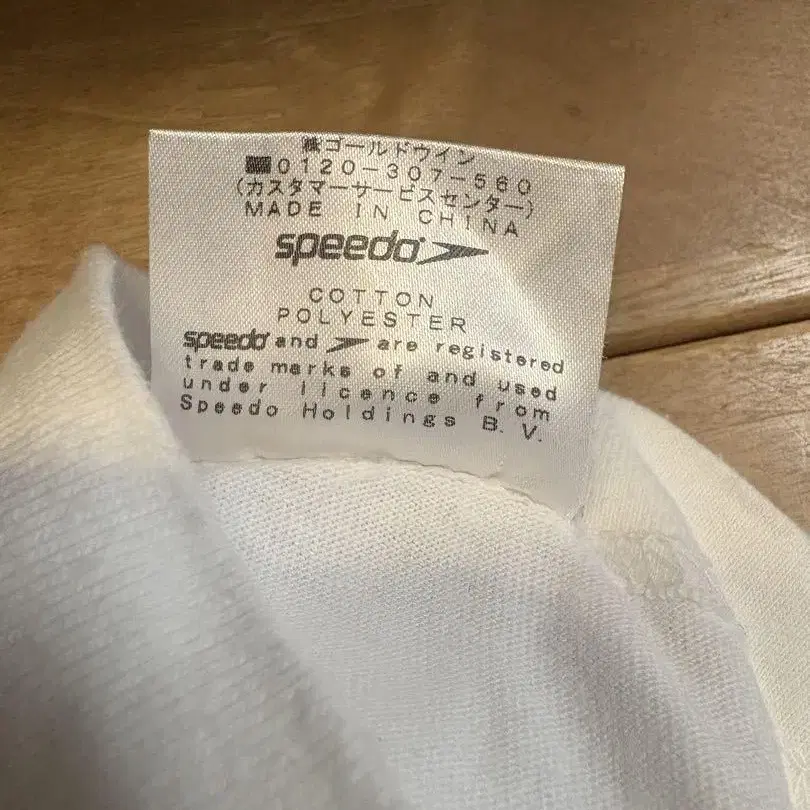 ㈱ゴールドウイン
0120-307-560
(カスタマーサービスセンター)
MADE IN CHINA
speedo
COTTON
POLYESTER
speedo and are registered
trade marks of and used
under licence from
Speedo Holdings B.V.